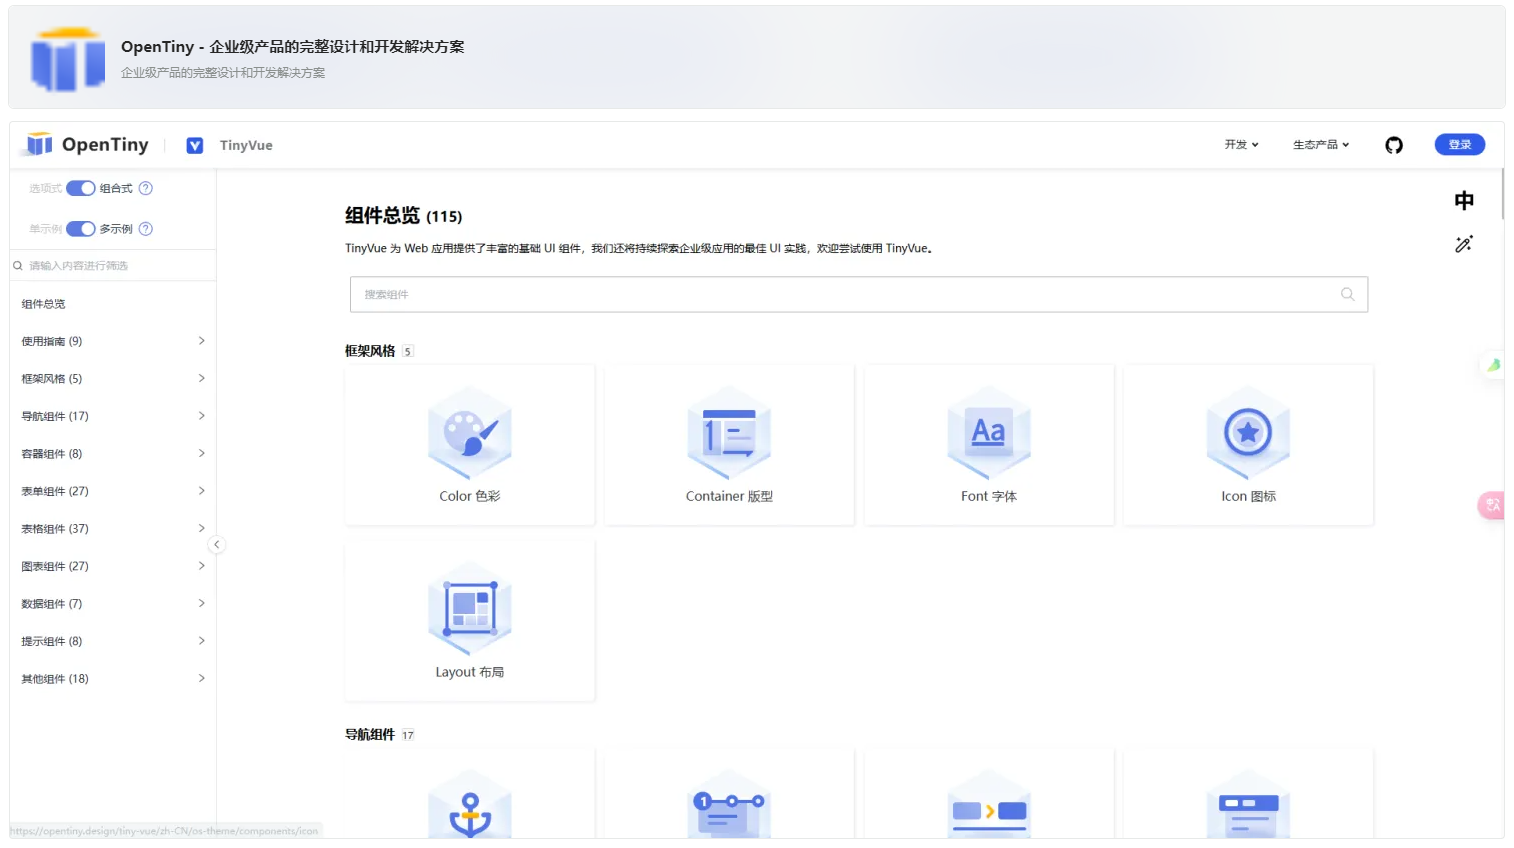 OpenTiny - 企业级产品的完整设计和开发解决方案
企业级产品的完整设计和开发解决方案
OpenTiny TinyVue 开发 生态产品 登录
选项式 组合式 ?
单示例 多示例 ?
请输入内容进行筛选
组件总览
使用指南 (9)
框架风格 (5)
导航组件 (17)
容器组件 (8)
表单组件 (27)
表格组件 (37)
图表组件 (27)
数据组件 (7)
提示组件 (8)
其他组件 (18)
组件总览 (115)
TinyVue 为 Web 应用提供了丰富的基础 UI 组件，我们还将持续探索企业级应用的最佳 UI 实践，欢迎尝试使用 TinyVue。
搜索组件
框架风格 5
Aa
Color 色彩
Container 版型
Font 字体
Icon 图标
Layout 布局
导航组件 17
1
中
https://opentiny.design/tiny-vue/zh-CN/os-theme/components/icon